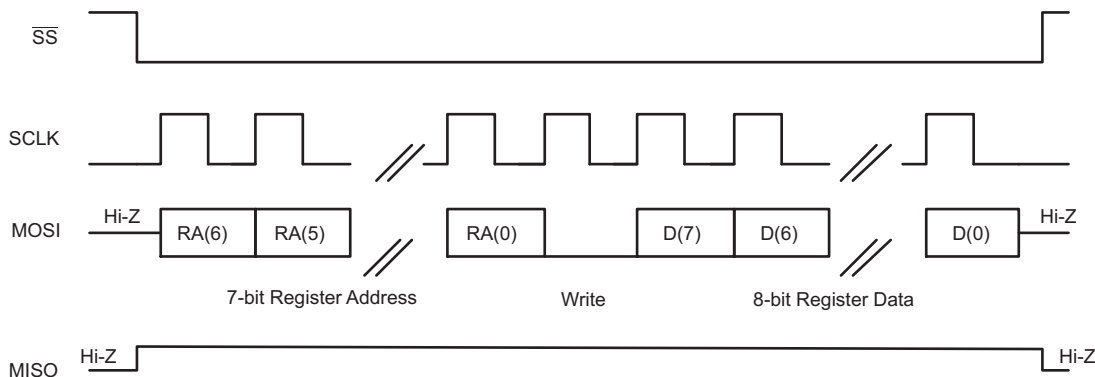 SS
SCLK
MOSI Hi-Z RA(6) RA(5) RA(0) D(7) D(6) D(0) Hi-Z
7-bit Register Address Write 8-bit Register Data
MISO Hi-Z Hi-Z